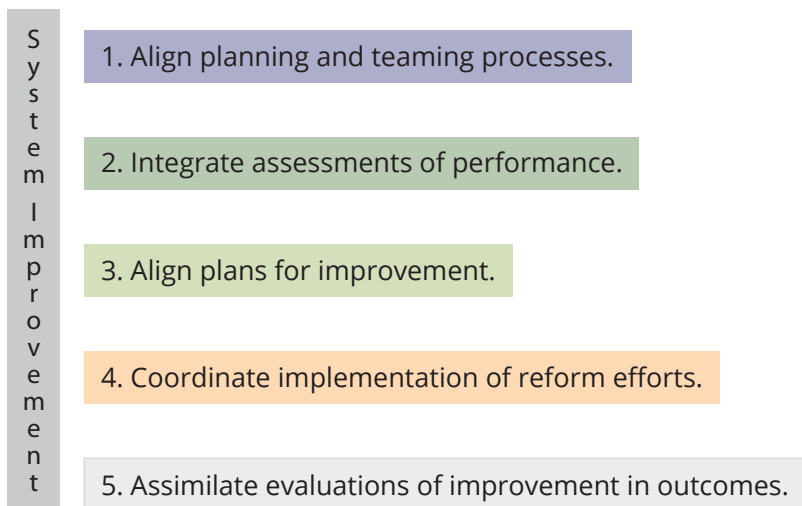 System Improvement
1. Align planning and teaming processes.
2. Integrate assessments of performance.
3. Align plans for improvement.
4. Coordinate implementation of reform efforts.
5. Assimilate evaluations of improvement in outcomes.